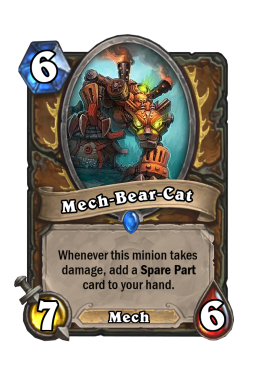 6
Mech-Bear-Cat
Whenever this minion takes
damage, add a Spare Part
card to your hand.
7
Mech
6